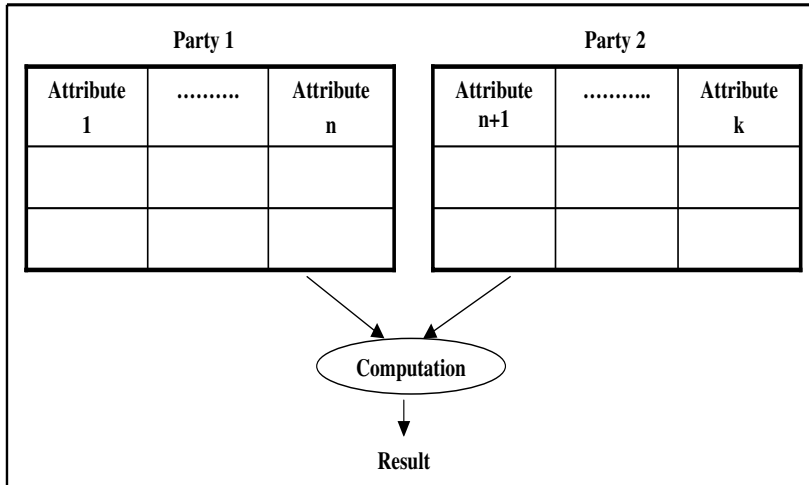 Party 1
Party 2
Attribute
1
……….
Attribute
n
Attribute
n+1
………..
Attribute
k
Computation
Result